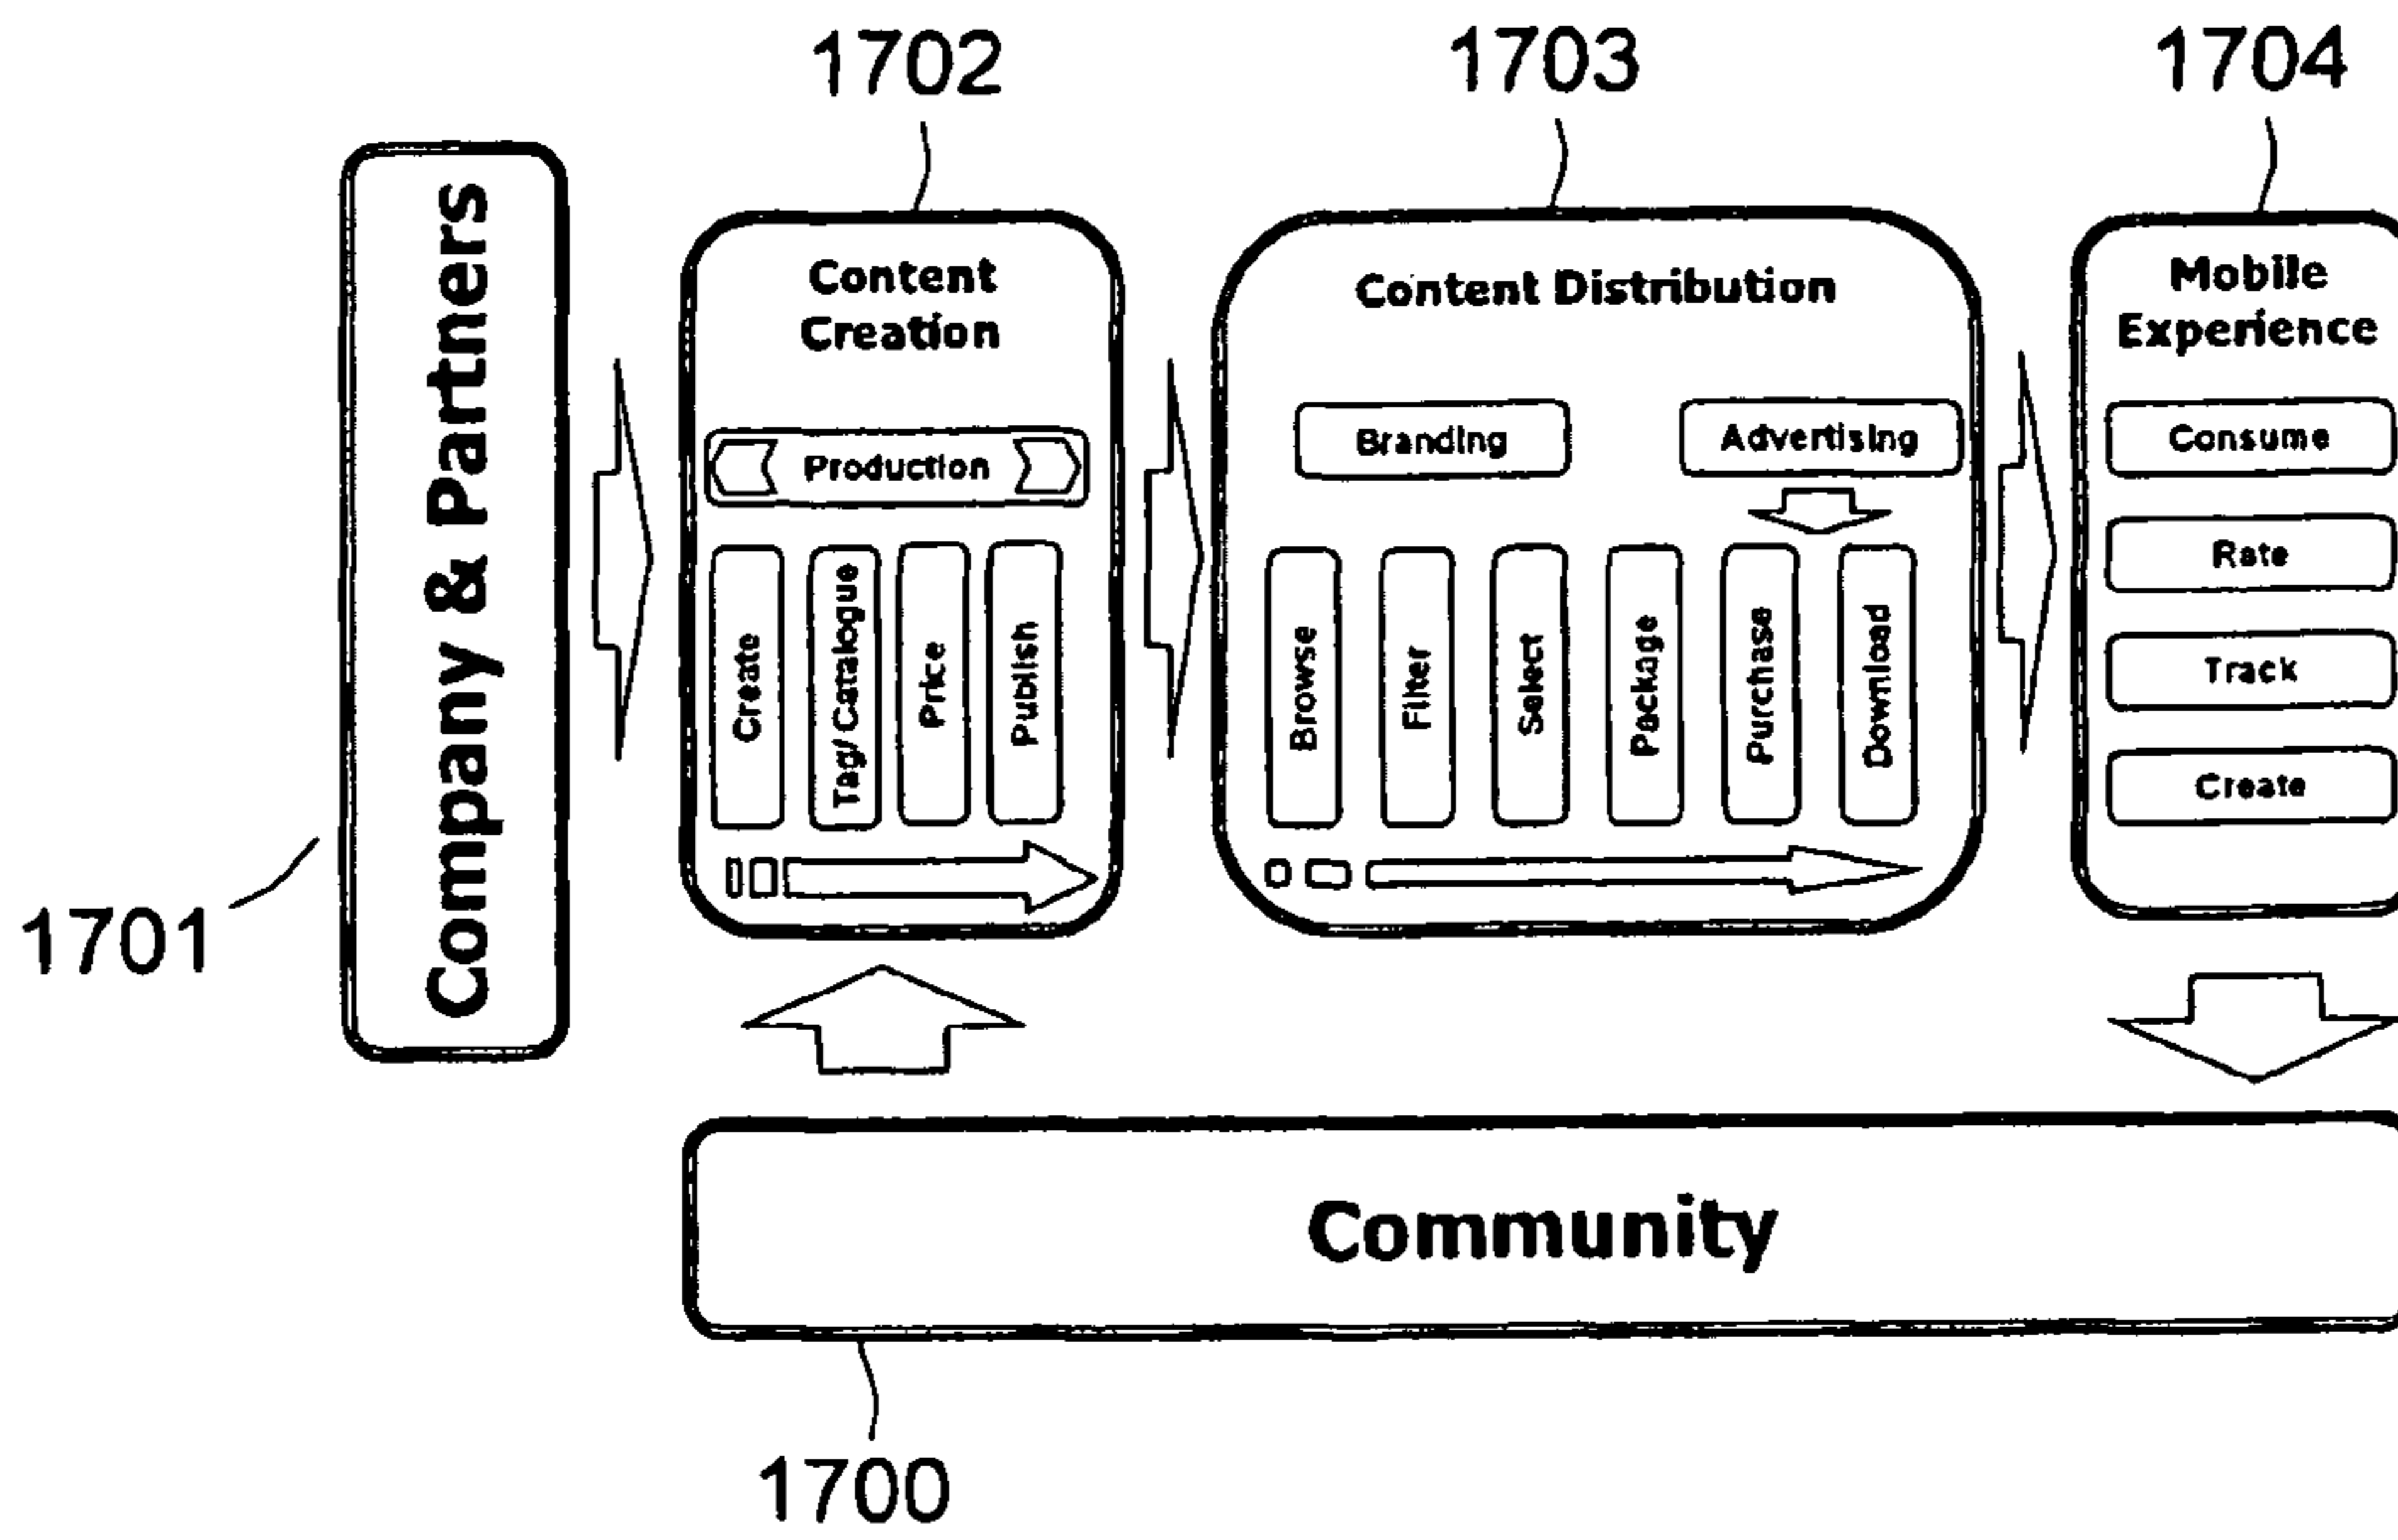 1702
1703
1704
Company & Partners
Content
Creation
Production
Create
Tag/Catalogue
Price
Publish
Content Distribution
Branding
Advertising
Browse
Filter
Select
Package
Purchase
Download
Mobile
Experience
Consume
Rate
Track
Create
1701
Community
1700